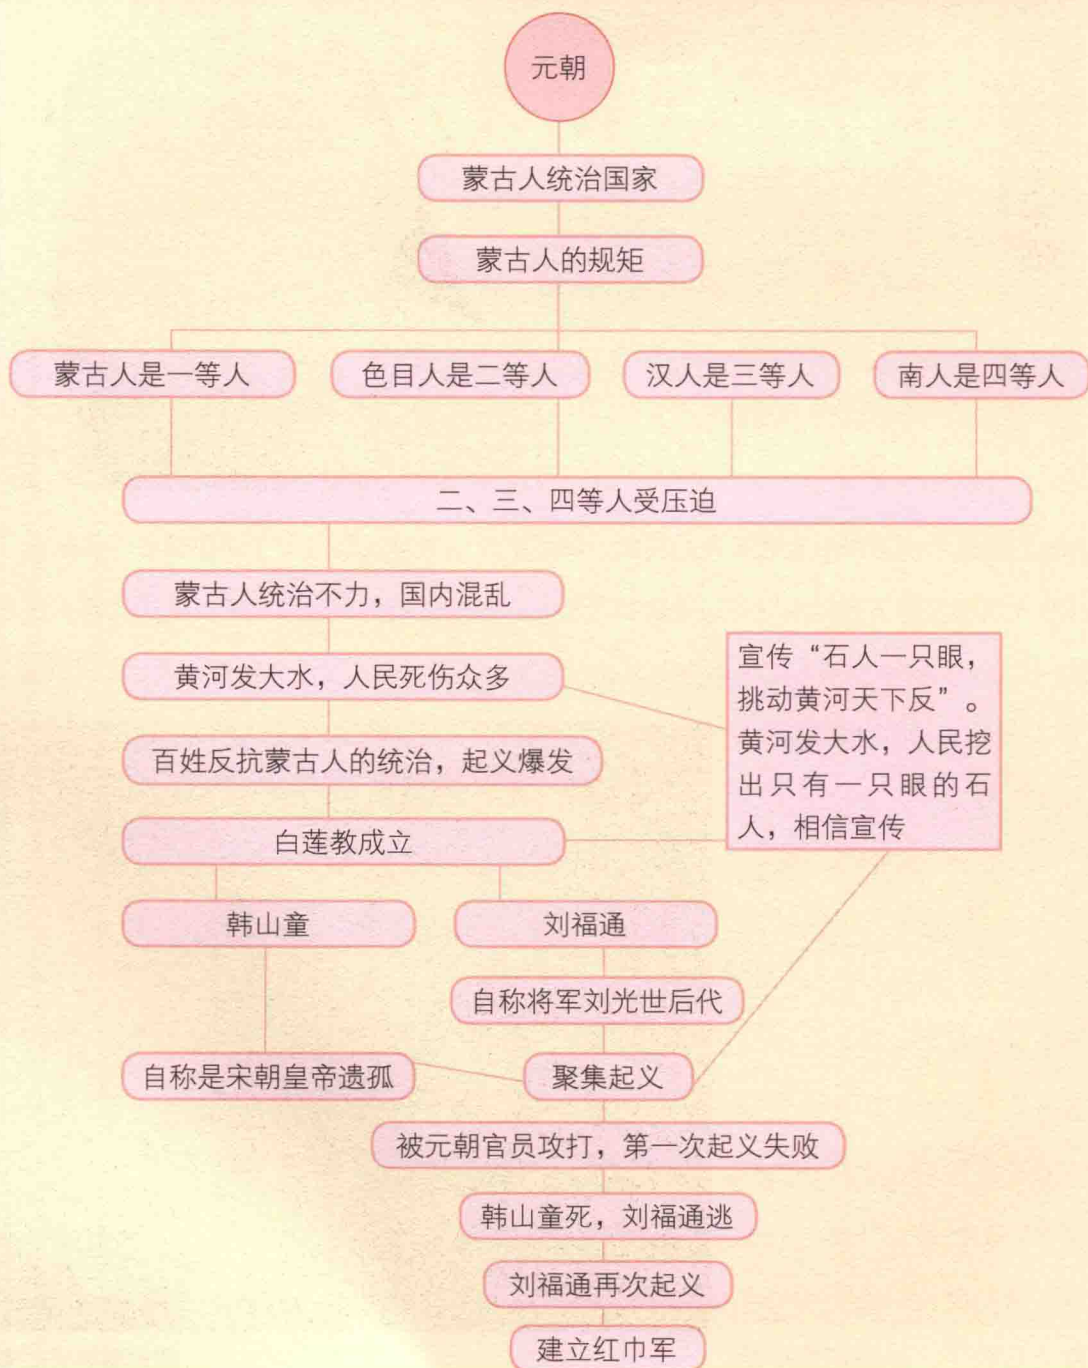 元朝
蒙古人统治国家
蒙古人的规矩
蒙古人是一等人
色目人是二等人
汉人是三等人
南人是四等人
二、三、四等人受压迫
蒙古人统治不力，国内混乱
黄河发大水，人民死伤众多
宣传“石人一只眼，
挑动黄河天下反”。
黄河发大水，人民挖
出只有一只眼的石
人，相信宣传
百姓反抗蒙古人的统治，起义爆发
白莲教成立
韩山童
刘福通
自称将军刘光世后代
自称是宋朝皇帝遗孤
聚集起义
被元朝官员攻打，第一次起义失败
韩山童死，刘福通逃
刘福通再次起义
建立红巾军